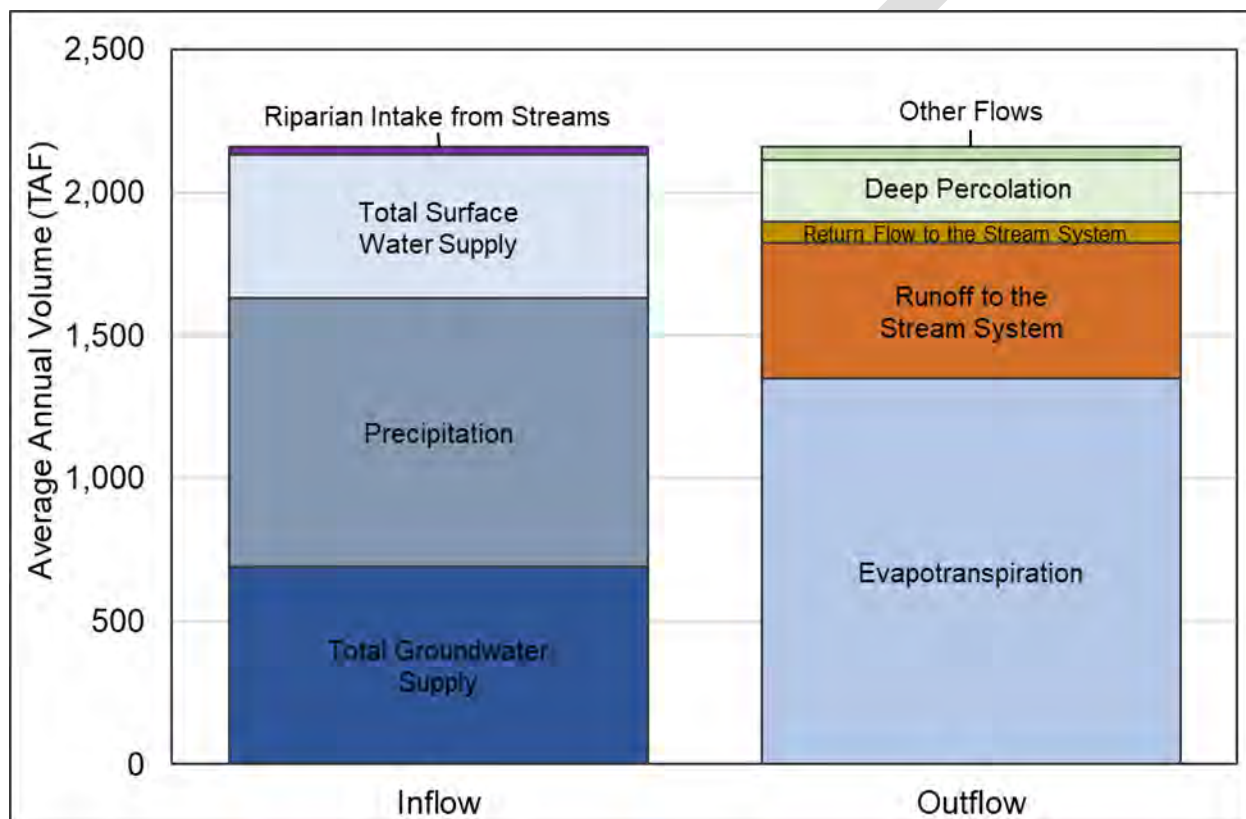 2,500
2,000
1,500
1,000
500
0
Average Annual Volume (TAF)
Riparian Intake from Streams
Total Surface
Water Supply
Precipitation
Total Groundwater
Supply
Inflow
Other Flows
Deep Percolation
Return Flow to the Stream System
Runoff to the
Stream System
Evapotranspiration
Outflow